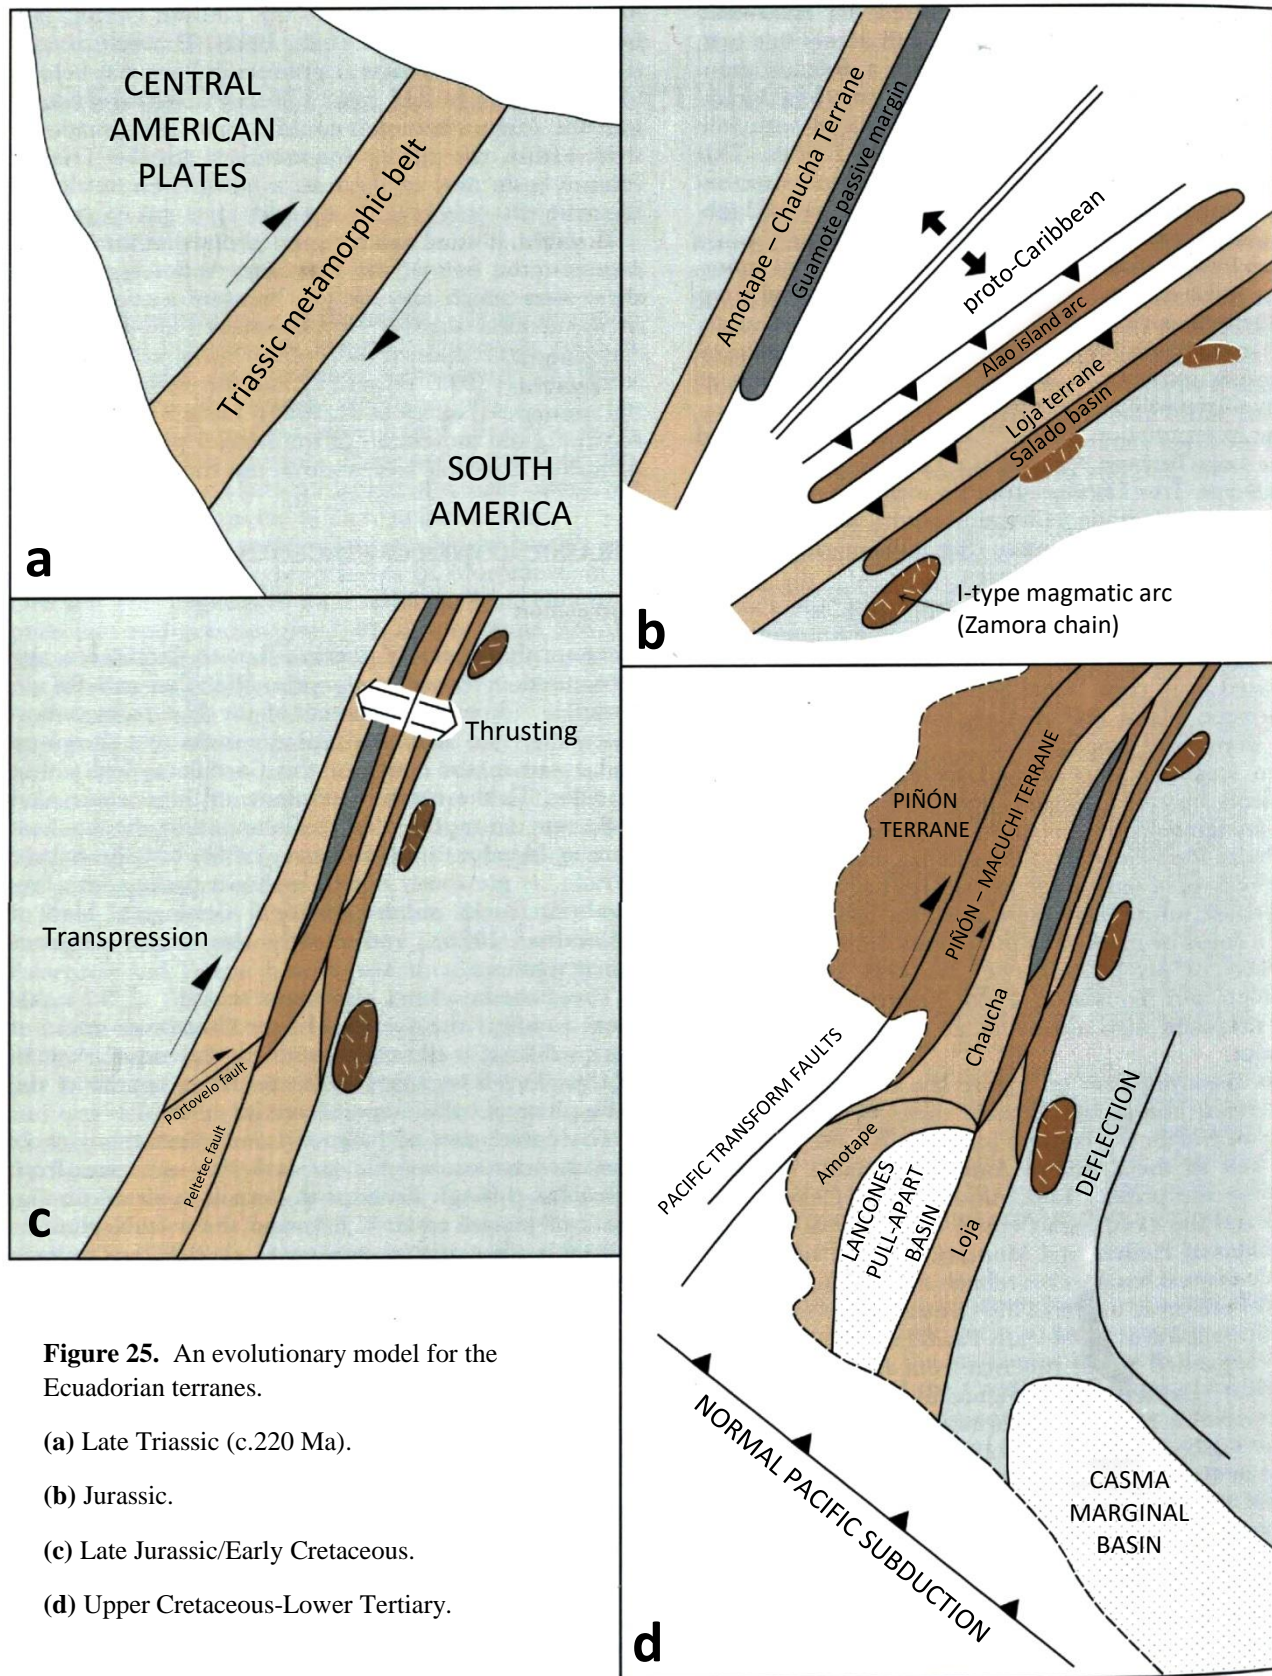 CENTRAL
AMERICAN
PLATES
Triassic metamorphic belt
SOUTH
AMERICA
a
Amotape – Chaucha Terrane
Guamote passive margin
proto-Caribbean
Alao island arc
Loja terrane
Salado basin
I-type magmatic arc
(Zamora chain)
b
Thrusting
Transpression
Portovelo fault
Peltetec fault
c
PIÑÓN
TERRANE
PIÑÓN – MACUCHI TERRANE
Chaucha
PACIFIC TRANSFORM FAULTS
Amotape
LANCONES
PULL-APART
BASIN
Loja
DEFLECTION
NORMAL PACIFIC SUBDUCTION
CASMA
MARGINAL
BASIN
d
Figure 25. An evolutionary model for the
Ecuadorian terranes.
(a) Late Triassic (c.220 Ma).
(b) Jurassic.
(c) Late Jurassic/Early Cretaceous.
(d) Upper Cretaceous-Lower Tertiary.